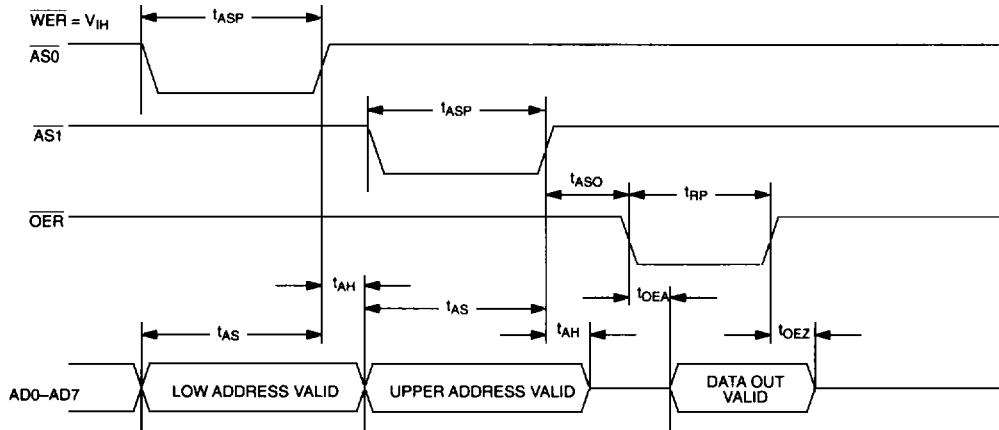 WER = VIH
tASP
AS0
tASP
AS1
tASO
tRP
OER
tAH
tOEA
tAS
tAS
tAH
tOEZ
AD0–AD7
LOW ADDRESS VALID
UPPER ADDRESS VALID
DATA OUT
VALID